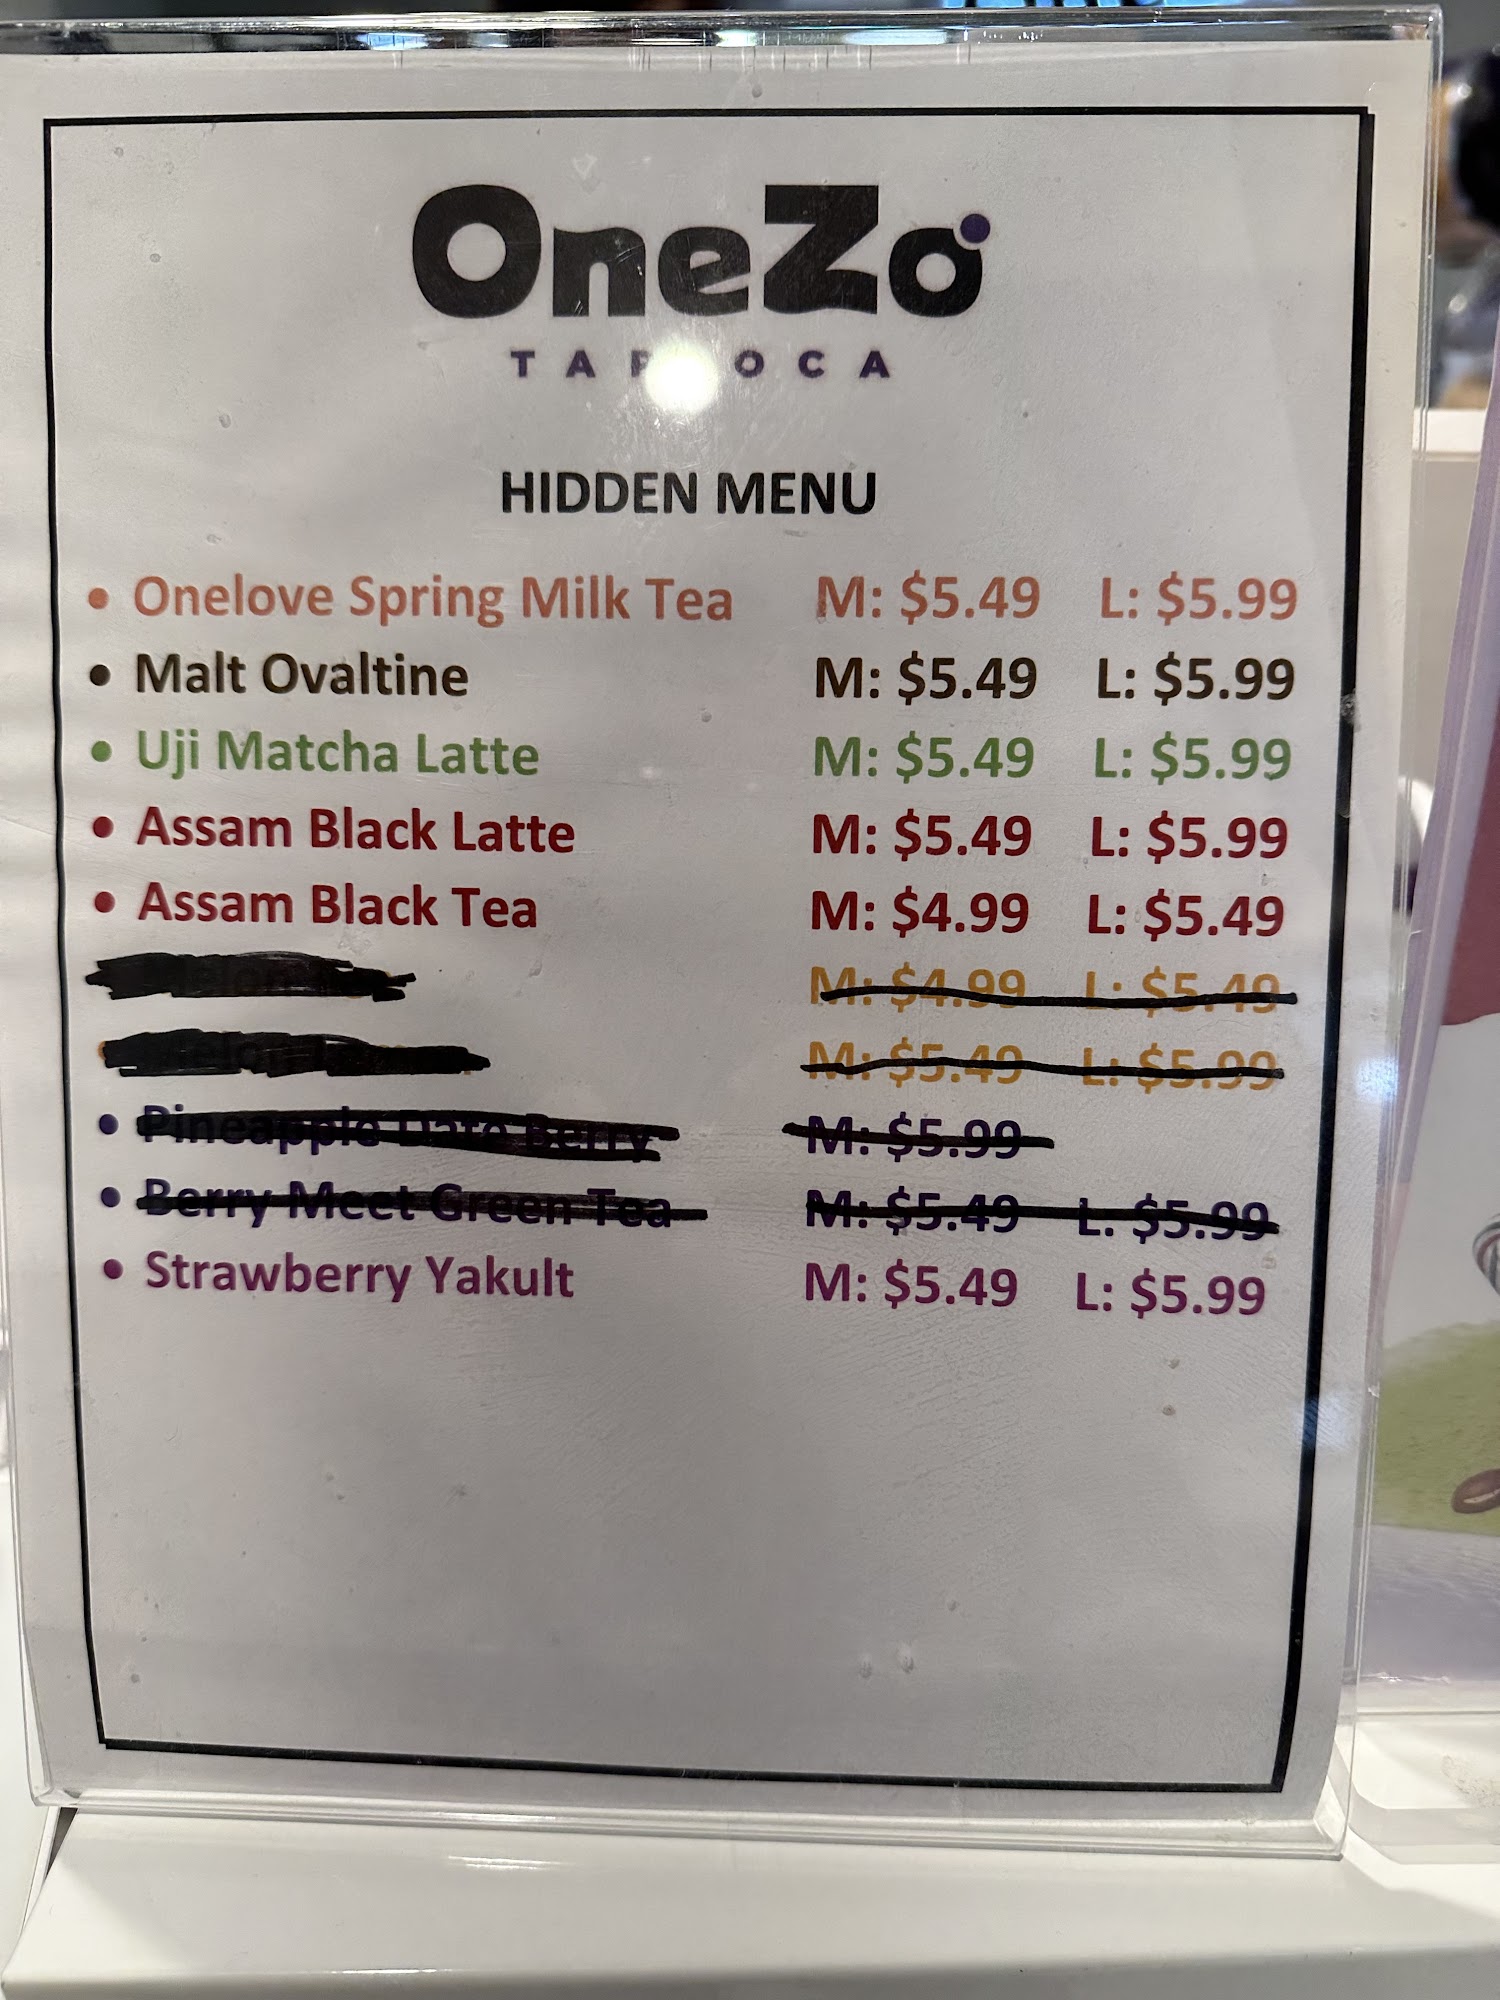 OneZo
TAPIOCA
HIDDEN MENU
• Onelove Spring Milk Tea M: $5.49 L: $5.99
• Malt Ovaltine M: $5.49 L: $5.99
• Uji Matcha Latte M: $5.49 L: $5.99
• Assam Black Latte M: $5.49 L: $5.99
• Assam Black Tea M: $4.99 L: $5.49
M: $4.99 L: $5.49
M: $5.49 L: $5.99
• Pineapple Date Berry M: $5.99
• Berry Meet Green Tea M: $5.49 L: $5.99
• Strawberry Yakult M: $5.49 L: $5.99